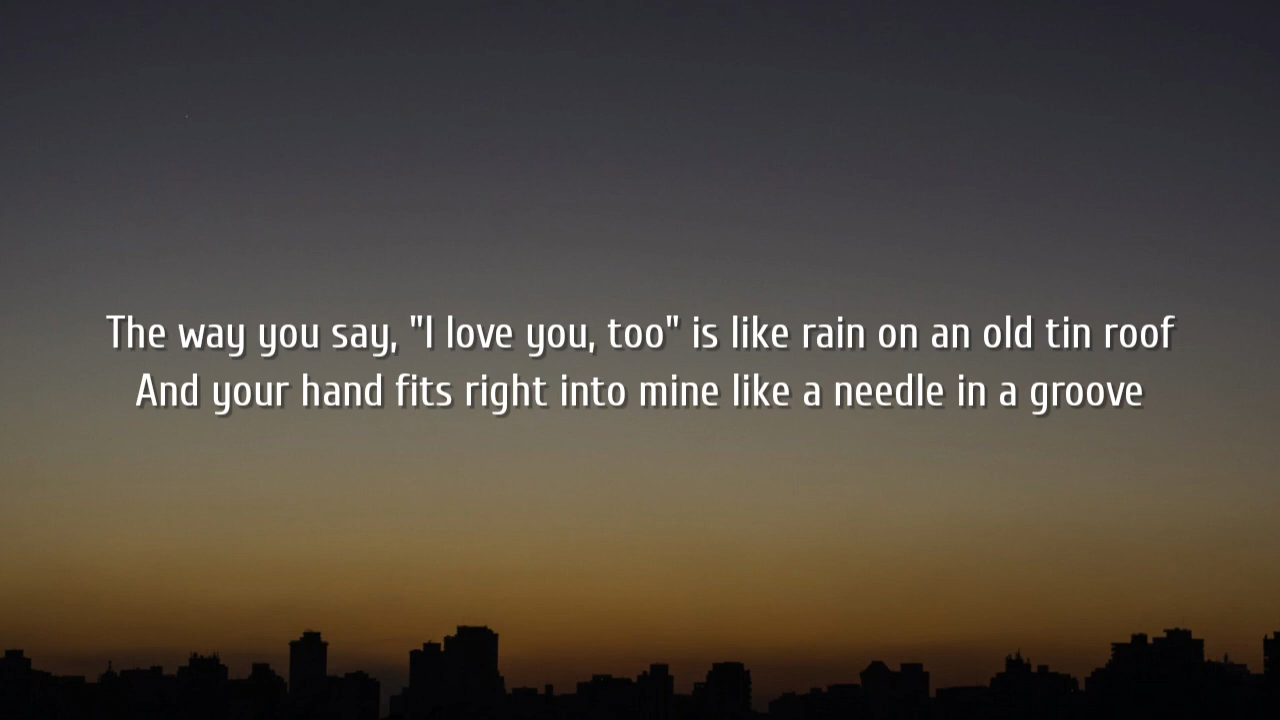 The way you say, "I love you, too" is like rain on an old tin roof
And your hand fits right into mine like a needle in a groove